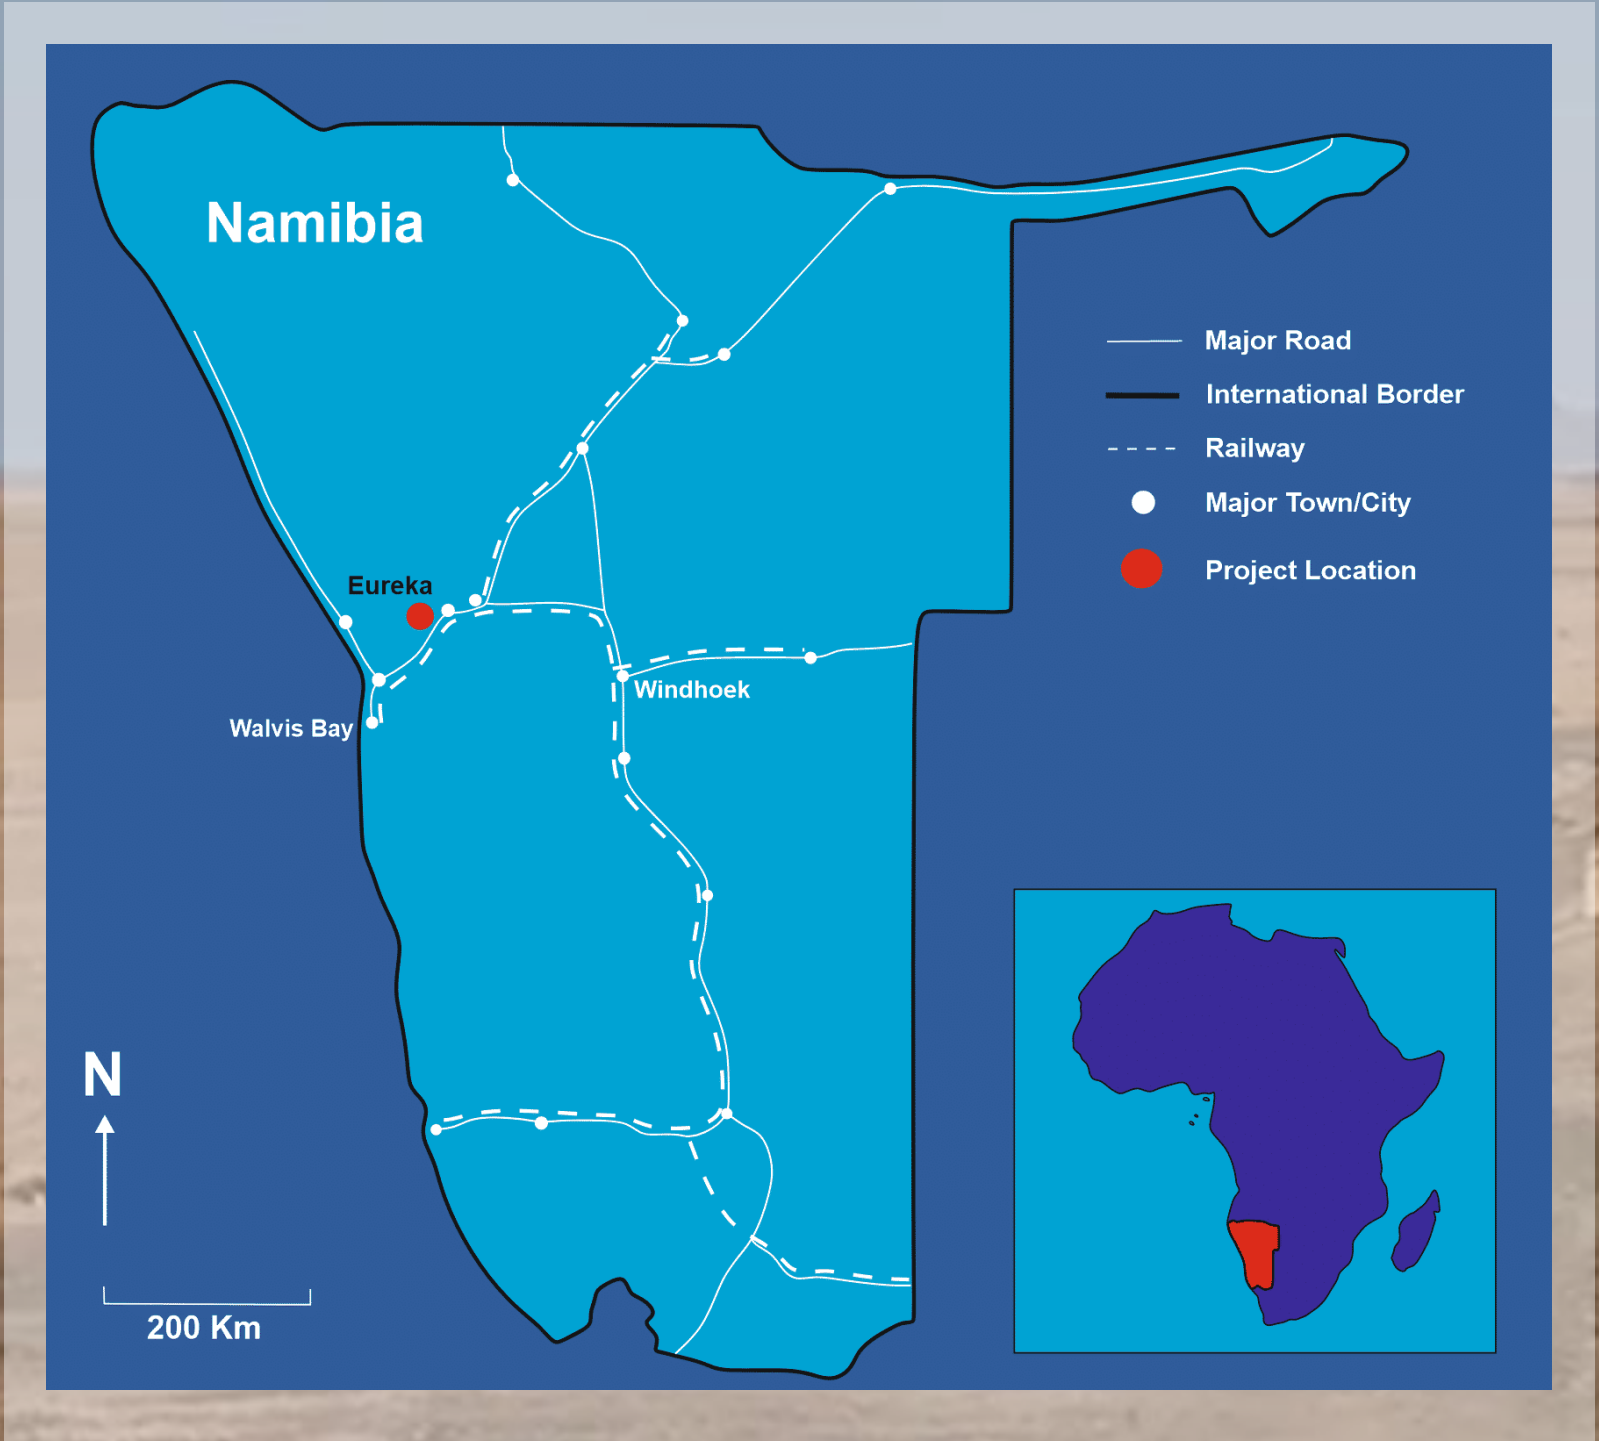 Namibia
Major Road
International Border
Railway
Major Town/City
Project Location
Eureka
Windhoek
Walvis Bay
N
200 Km